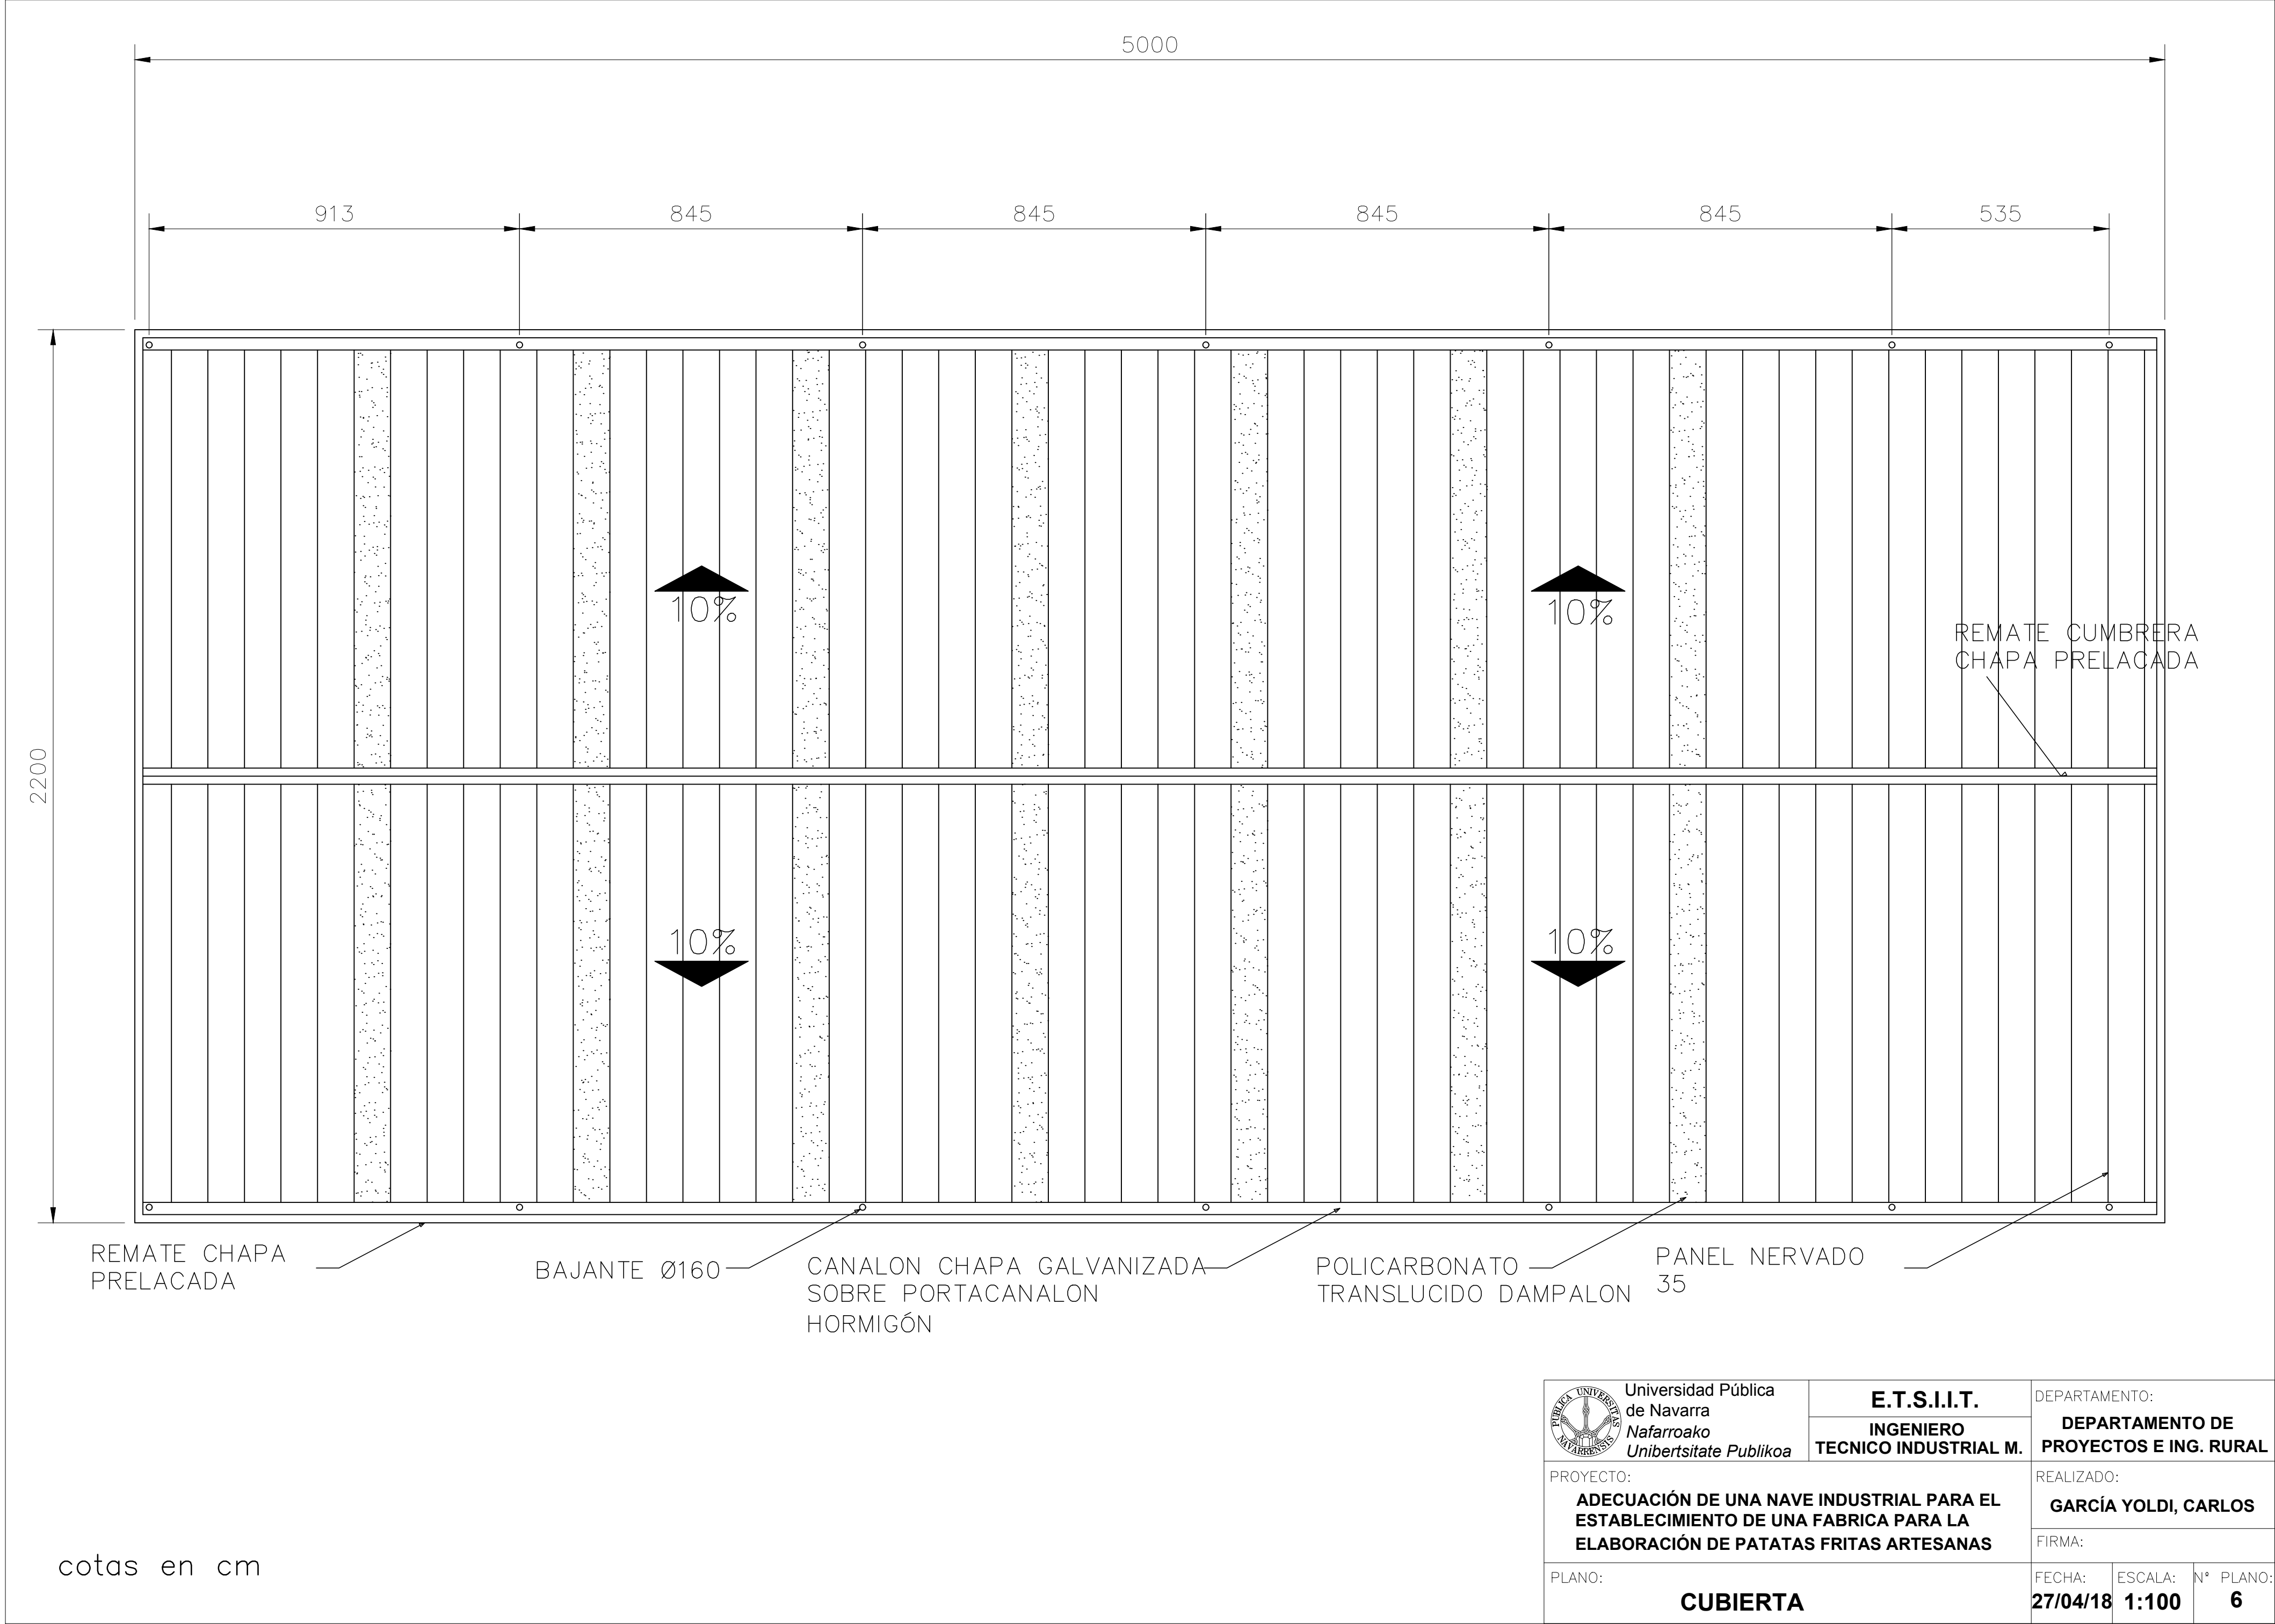 5000
913
845
845
845
845
535
2200
10%
10%
REMATE CUMBRERA
CHAPA PRELACADA
10%
10%
REMATE CHAPA
PRELACADA
BAJANTE Ø160
CANALON CHAPA GALVANIZADA
SOBRE PORTACANALON
HORMIGÓN
POLICARBONATO
TRANSLUCIDO DAMPALON
PANEL NERVADO
35
cotas en cm
PUBLICA UNIVERSITAS
NAVARRENSIS
Universidad Pública
de Navarra
Nafarroako
Unibertsitate Publikoa
E.T.S.I.I.T.
INGENIERO
TECNICO INDUSTRIAL M.
DEPARTAMENTO:
DEPARTAMENTO DE
PROYECTOS E ING. RURAL
PROYECTO:
ADECUACIÓN DE UNA NAVE INDUSTRIAL PARA EL
ESTABLECIMIENTO DE UNA FABRICA PARA LA
ELABORACIÓN DE PATATAS FRITAS ARTESANAS
REALIZADO:
GARCÍA YOLDI, CARLOS
FIRMA:
PLANO:
CUBIERTA
FECHA:
27/04/18
ESCALA:
1:100
N° PLANO:
6